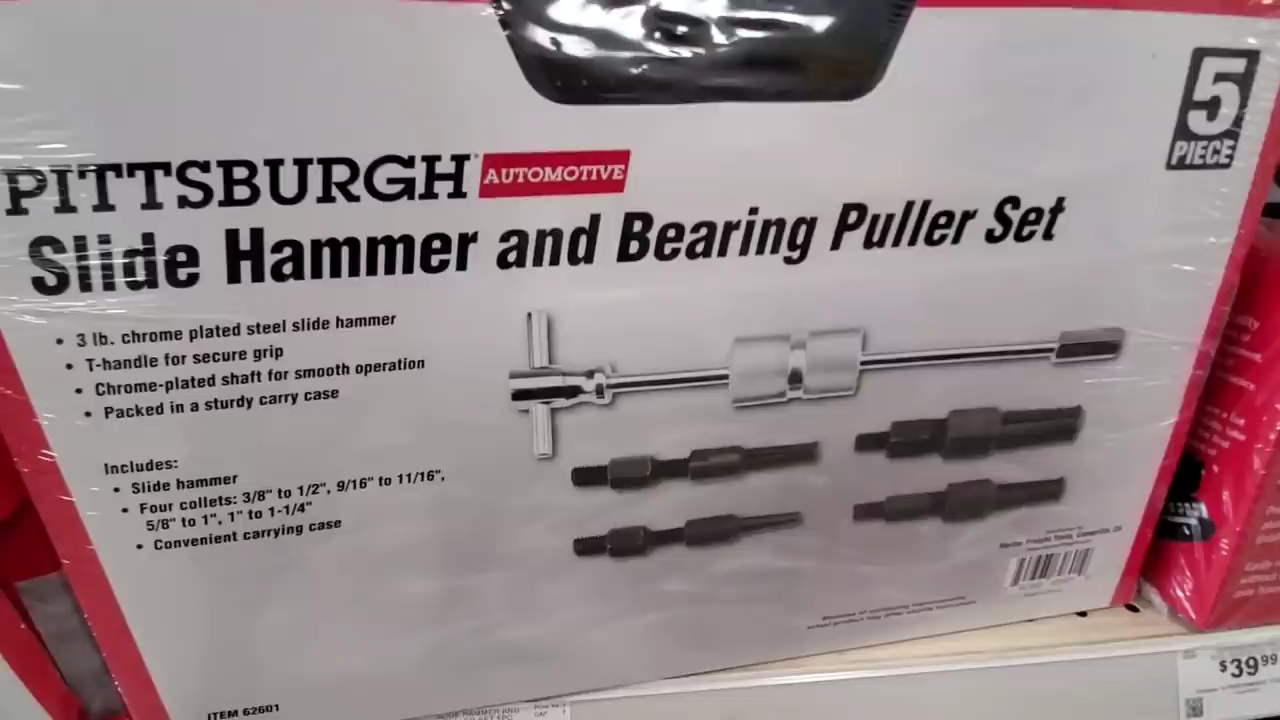 5
PIECE
PITTSBURGH AUTOMOTIVE
Slide Hammer and Bearing Puller Set
• 3 lb. chrome plated steel slide hammer
• T-handle for secure grip
• Chrome-plated shaft for smooth operation
• Packed in a sturdy carry case
Includes:
• Slide hammer
• Four collets: 3/8" to 1/2", 9/16" to 11/16",
5/8" to 1", 1" to 1-1/4"
• Convenient carrying case
ITEM 62601
$39.99